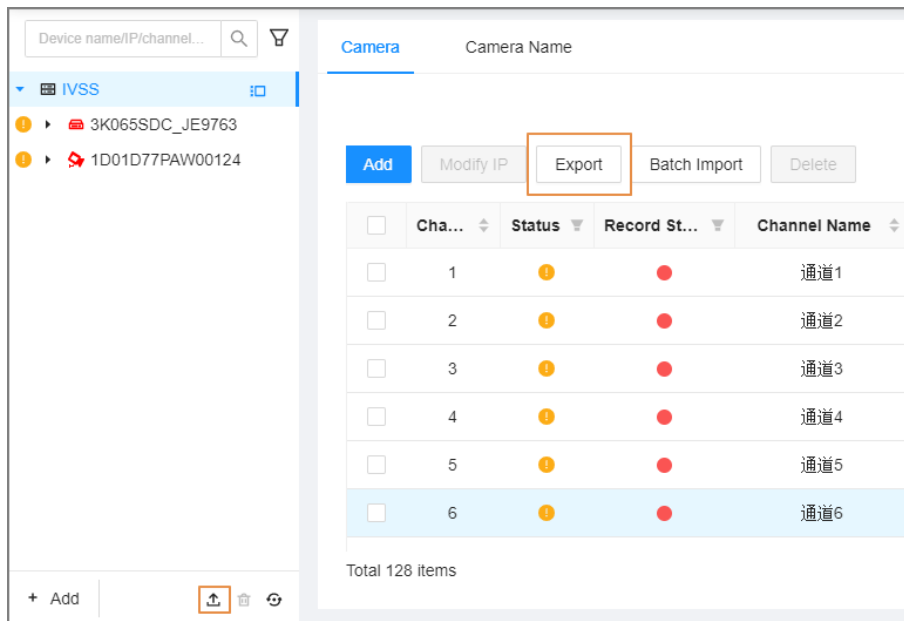 Device name/IP/channel...
IVSS
3K065SDC_JE9763
1D01D77PAW00124
+ Add
Camera Camera Name
Add Modify IP Export Batch Import Delete
Cha... Status Record St... Channel Name
1 通道1
2 通道2
3 通道3
4 通道4
5 通道5
6 通道6
Total 128 items